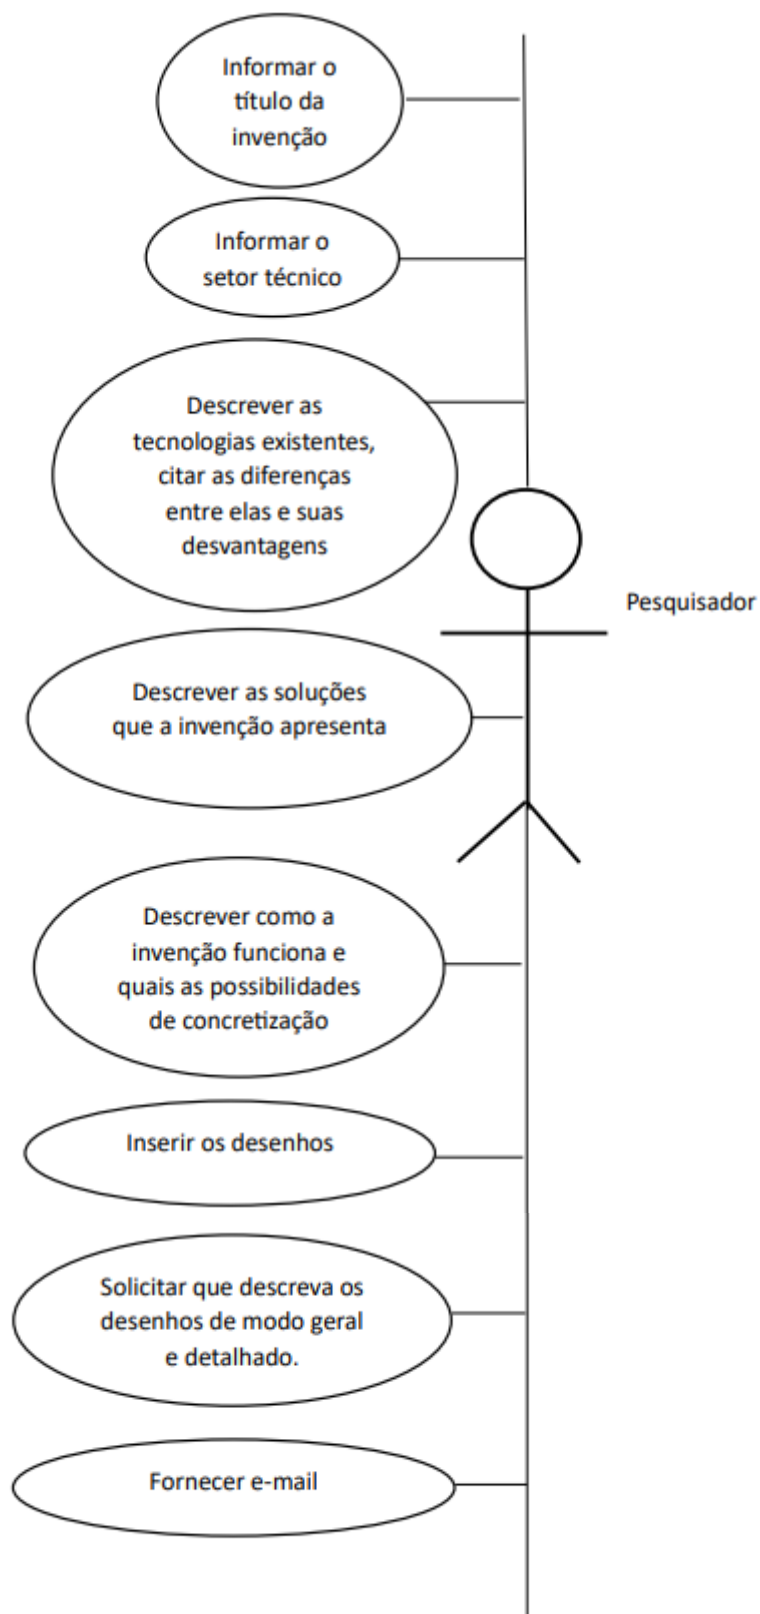 Informar o
título da
invenção
Informar o
setor técnico
Descrever as
tecnologias existentes,
citar as diferenças
entre elas e suas
desvantagens
Pesquisador
Descrever as soluções
que a invenção apresenta
Descrever como a
invenção funciona e
quais as possibilidades
de concretização
Inserir os desenhos
Solicitar que descreva os
desenhos de modo geral
e detalhado.
Fornecer e-mail